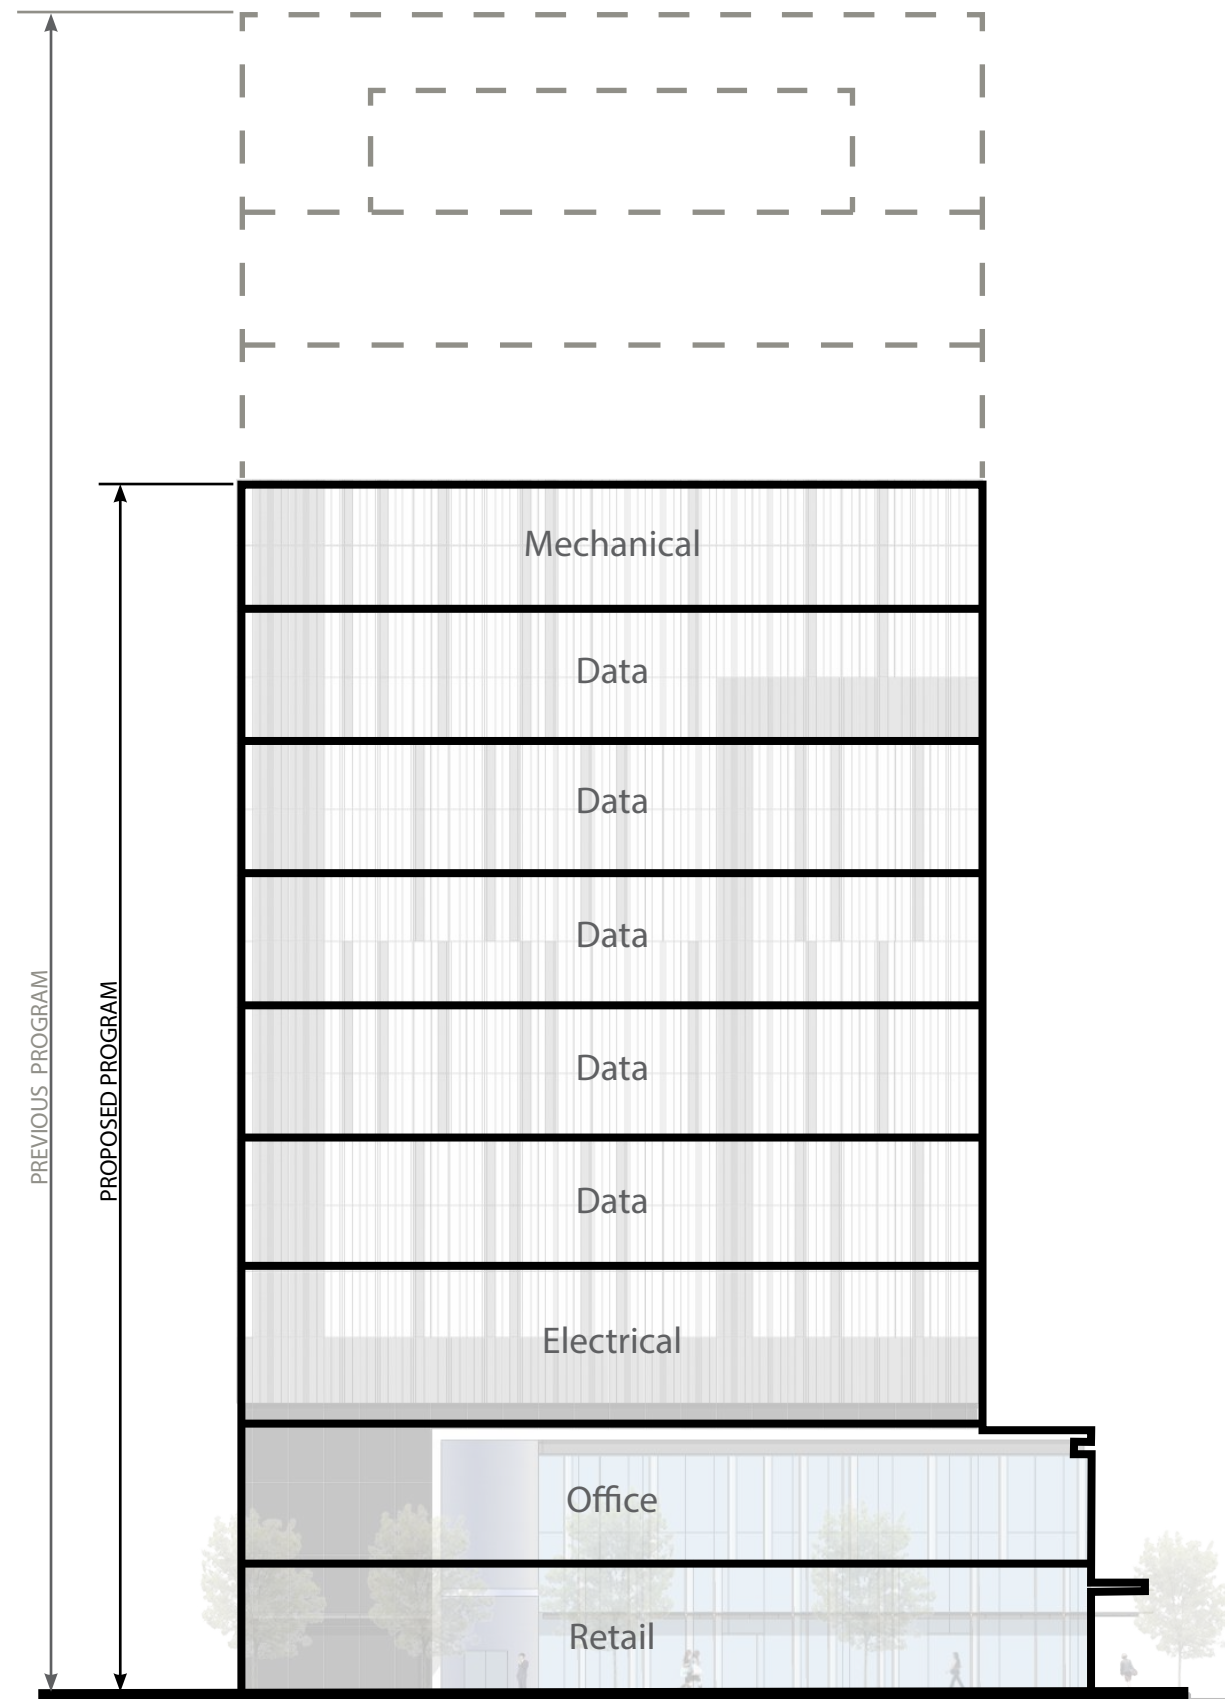 Mechanical
Data
Data
Data
Data
Data
Electrical
Office
Retail
PREVIOUS PROGRAM
PROPOSED PROGRAM